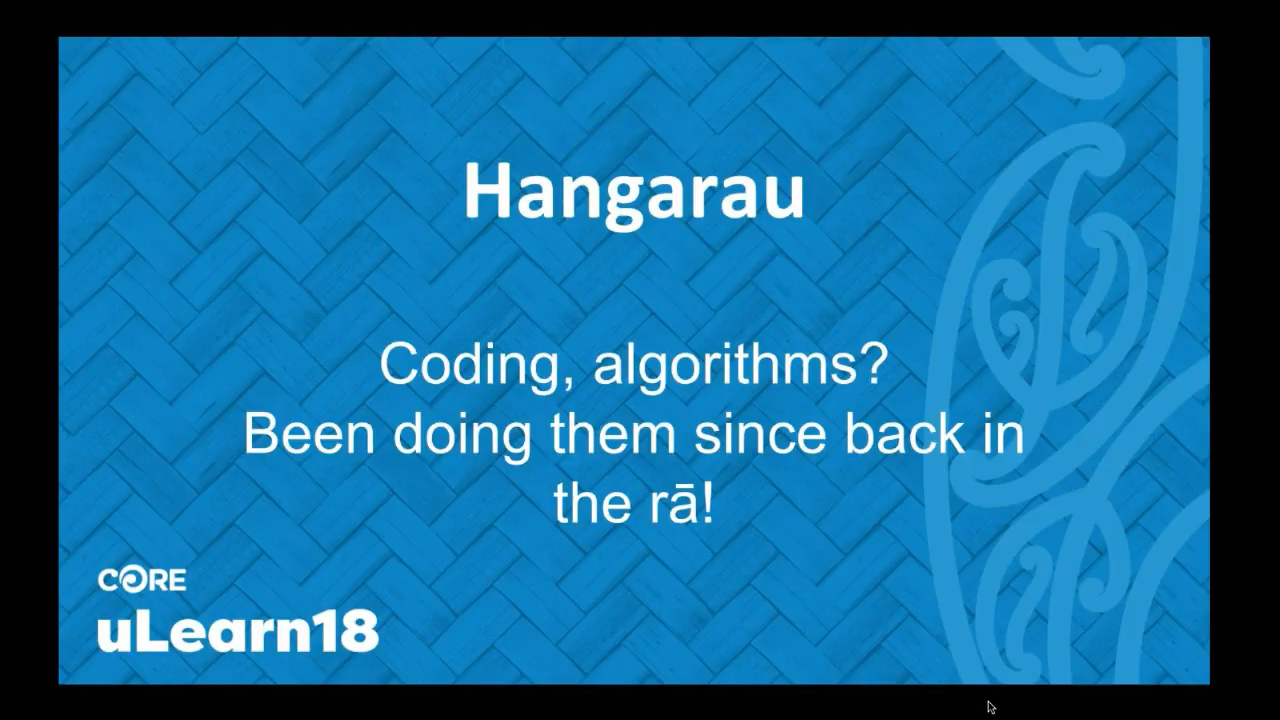 Hangarau
Coding, algorithms?
Been doing them since back in
the rā!
CORE
uLearn18